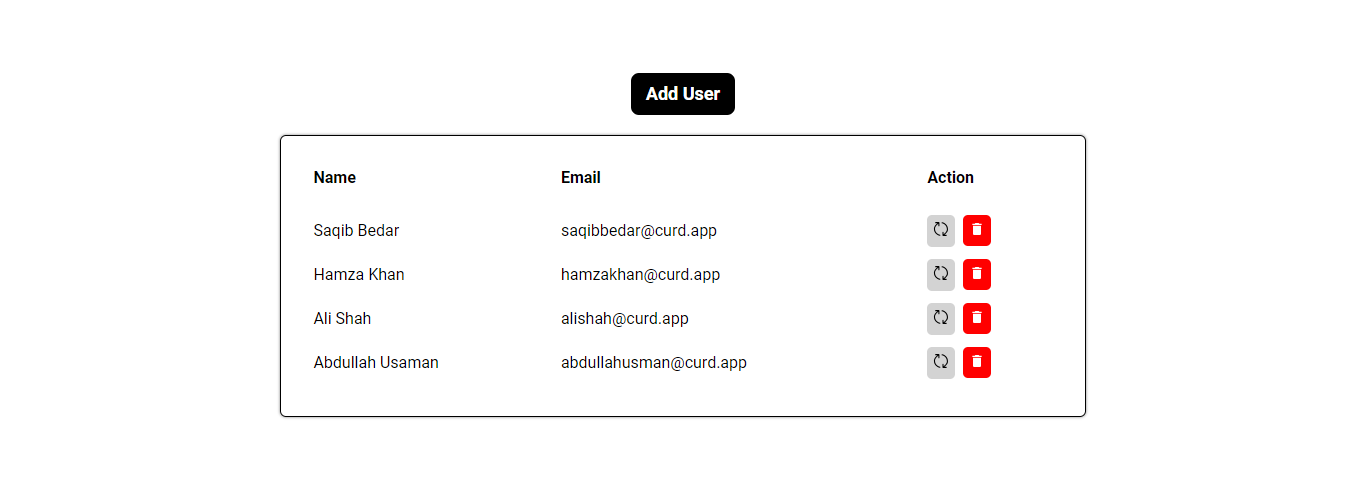 Add User
Name Email Action
Saqib Bedar saqibbedar@curd.app
Hamza Khan hamzakhan@curd.app
Ali Shah alishah@curd.app
Abdullah Usaman abdullahusman@curd.app